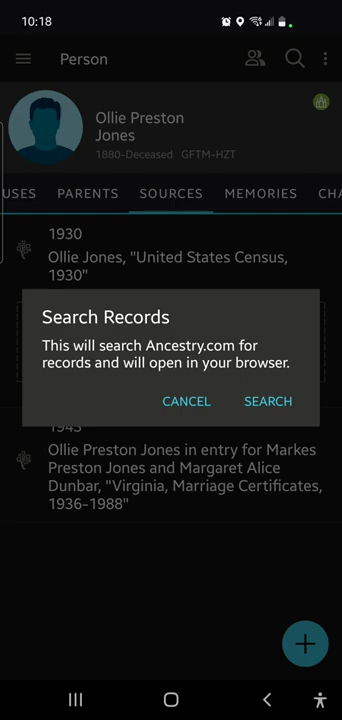 10:18
Person
Ollie Preston
Jones
1880-Deceased GFTM-HZT
USES PARENTS SOURCES MEMORIES CHA
1930
Ollie Jones, "United States Census,
1930"
Search Records
This will search Ancestry.com for
records and will open in your browser.
CANCEL SEARCH
1943
Ollie Preston Jones in entry for Markes
Preston Jones and Margaret Alice
Dunbar, "Virginia, Marriage Certificates,
1936-1988"